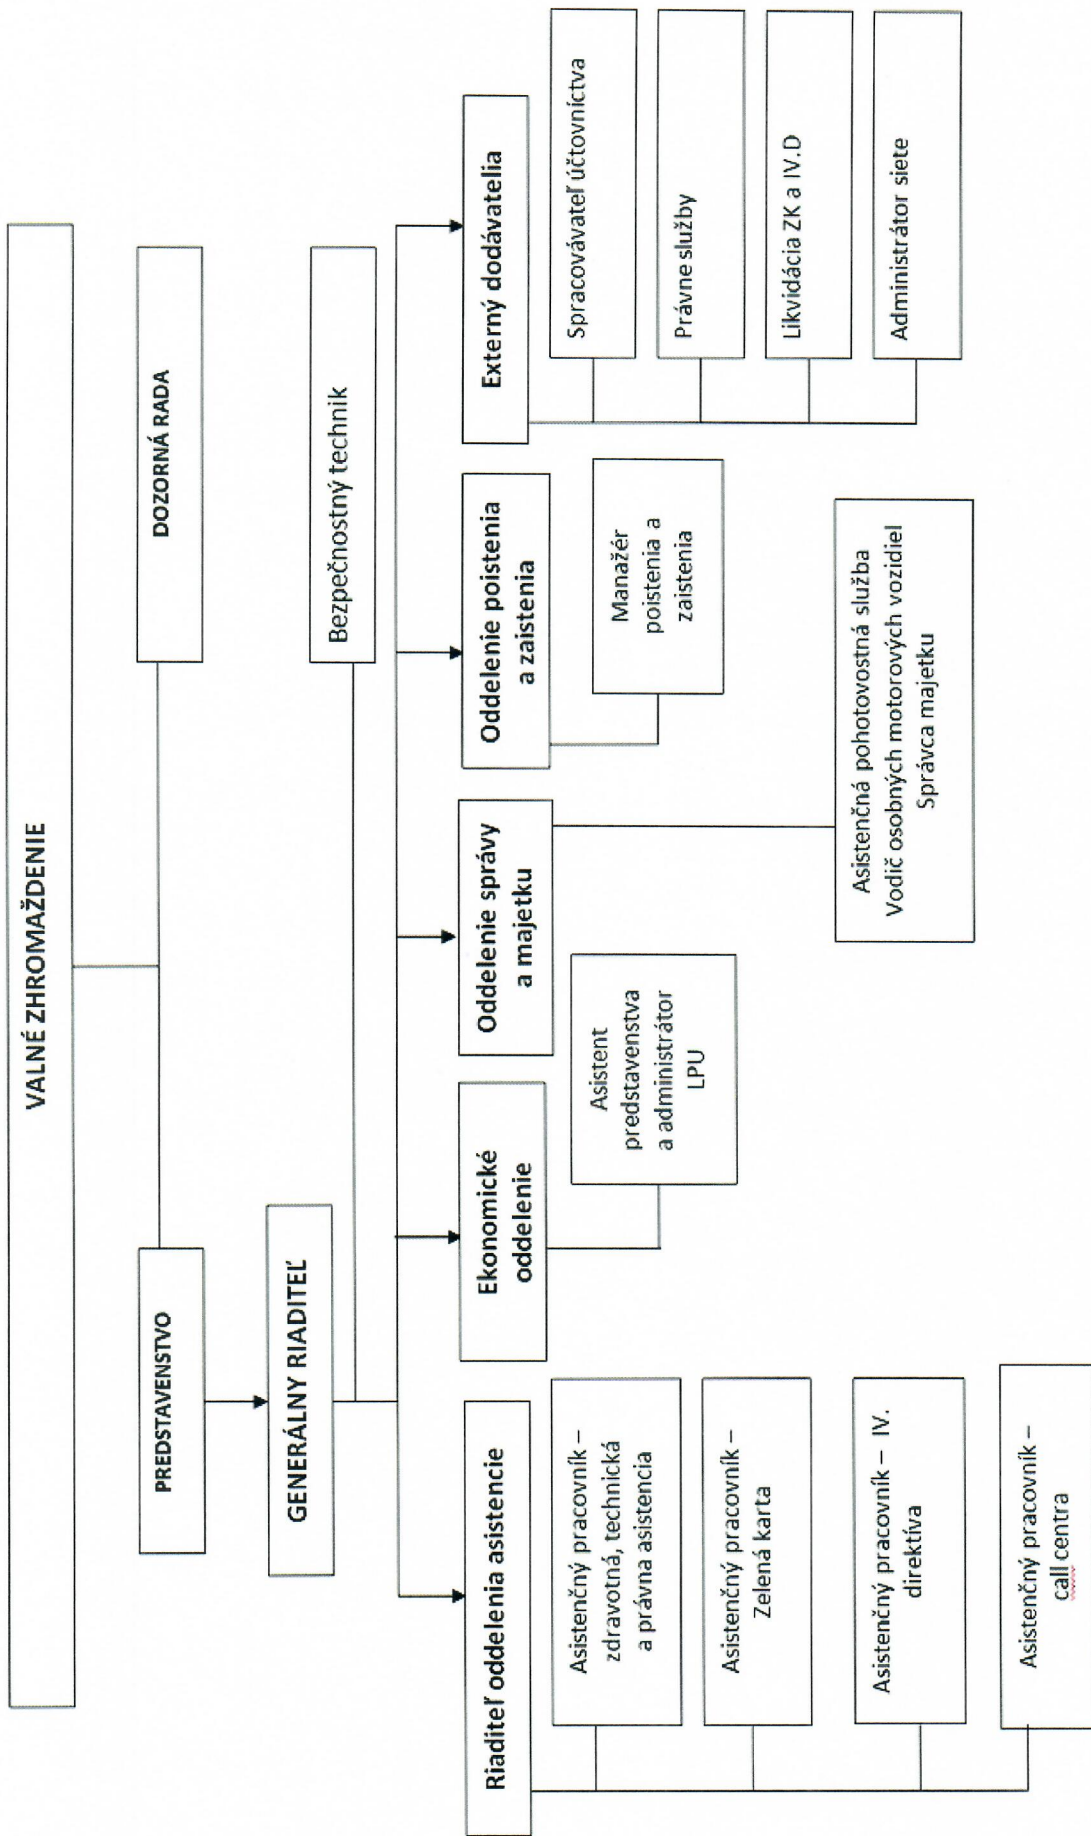 VALNÉ ZHROMAŽDENIE
PREDSTAVENSTVO
DOZORNÁ RADA
GENERÁLNY RIADITEĽ
Bezpečnostný technik
Riaditeľ oddelenia asistencie
Asistenčný pracovník –
zdravotná, technická
a právna asistencia
Asistenčný pracovník –
Zelená karta
Asistenčný pracovník – IV.
direktíva
Asistenčný pracovník –
call centra
Ekonomické
oddelenie
Asistent
predstavenstva
a administrátor
LPU
Oddelenie správy
a majetku
Asistenčná pohotovostná služba
Vodič osobných motorových vozidiel
Správca majetku
Oddelenie poistenia
a zaistenia
Manažér
poistenia a
zaistenia
Externý dodávatelia
Spracovávateľ účtovníctva
Právne služby
Likvidácia ZK a IV.D
Administrátor siete